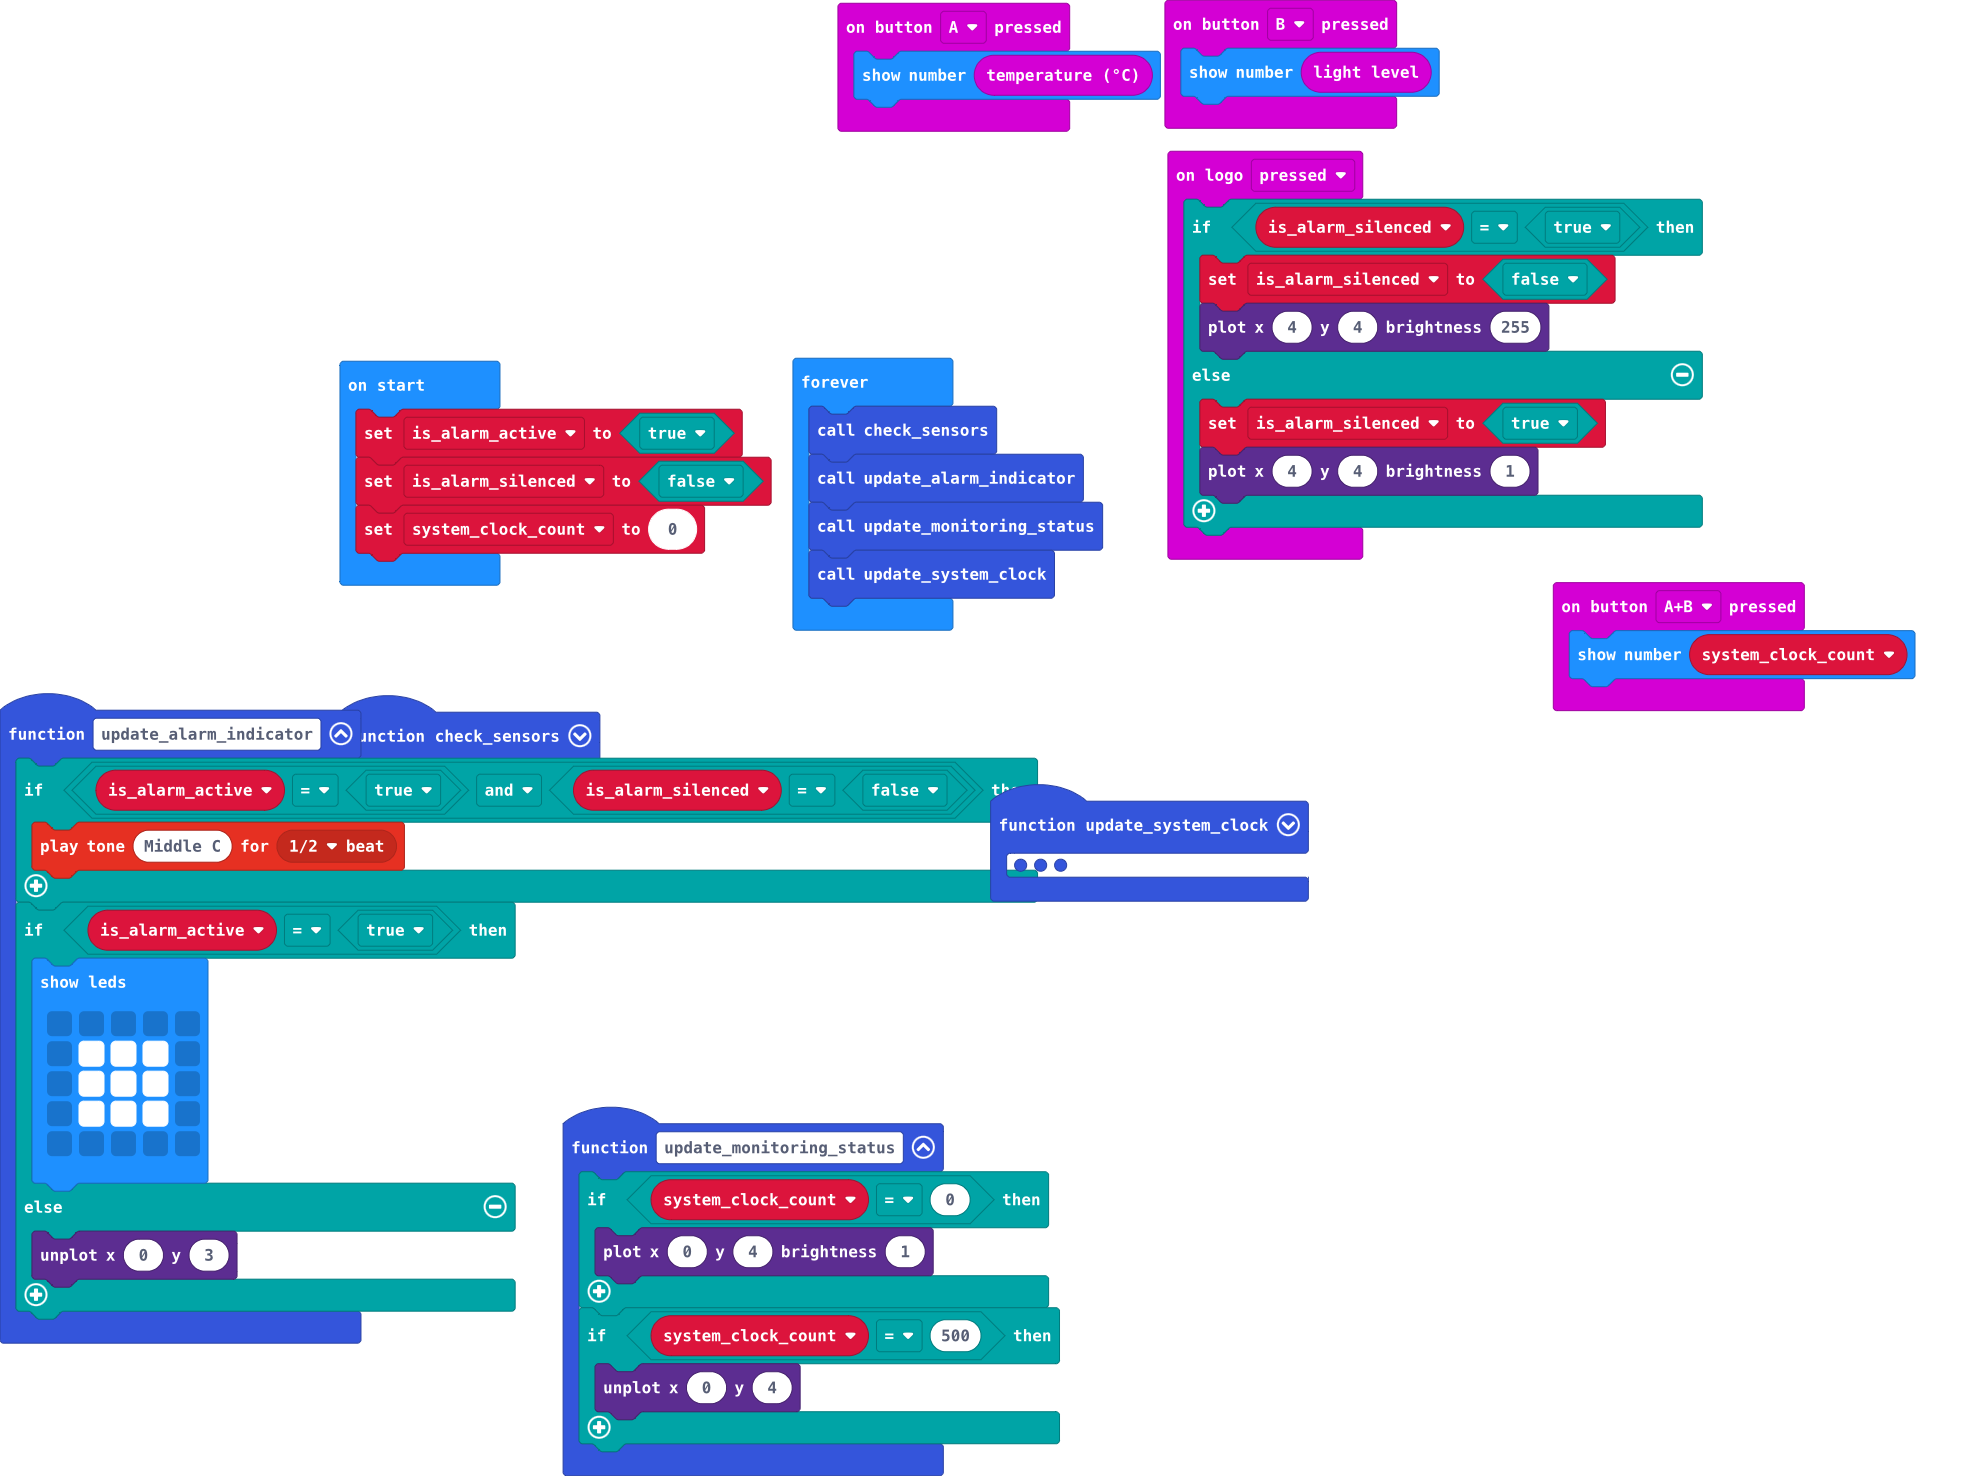 on button A pressed
show number temperature (°C)
on button B pressed
show number light level
on logo pressed
if is_alarm_silenced = true then
set is_alarm_silenced to false
plot x 4 y 4 brightness 255
else
set is_alarm_silenced to true
plot x 4 y 4 brightness 1
on start
set is_alarm_active to true
set is_alarm_silenced to false
set system_clock_count to 0
forever
call check_sensors
call update_alarm_indicator
call update_monitoring_status
call update_system_clock
on button A+B pressed
show number system_clock_count
function update_alarm_indicator
if is_alarm_active = true and is_alarm_silenced = false
play tone Middle C for 1/2 beat
if is_alarm_active = true then
show leds
else
unplot x 0 y 3
check_sensors
function update_system_clock
function update_monitoring_status
if system_clock_count = 0 then
plot x 0 y 4 brightness 1
if system_clock_count = 500 then
unplot x 0 y 4